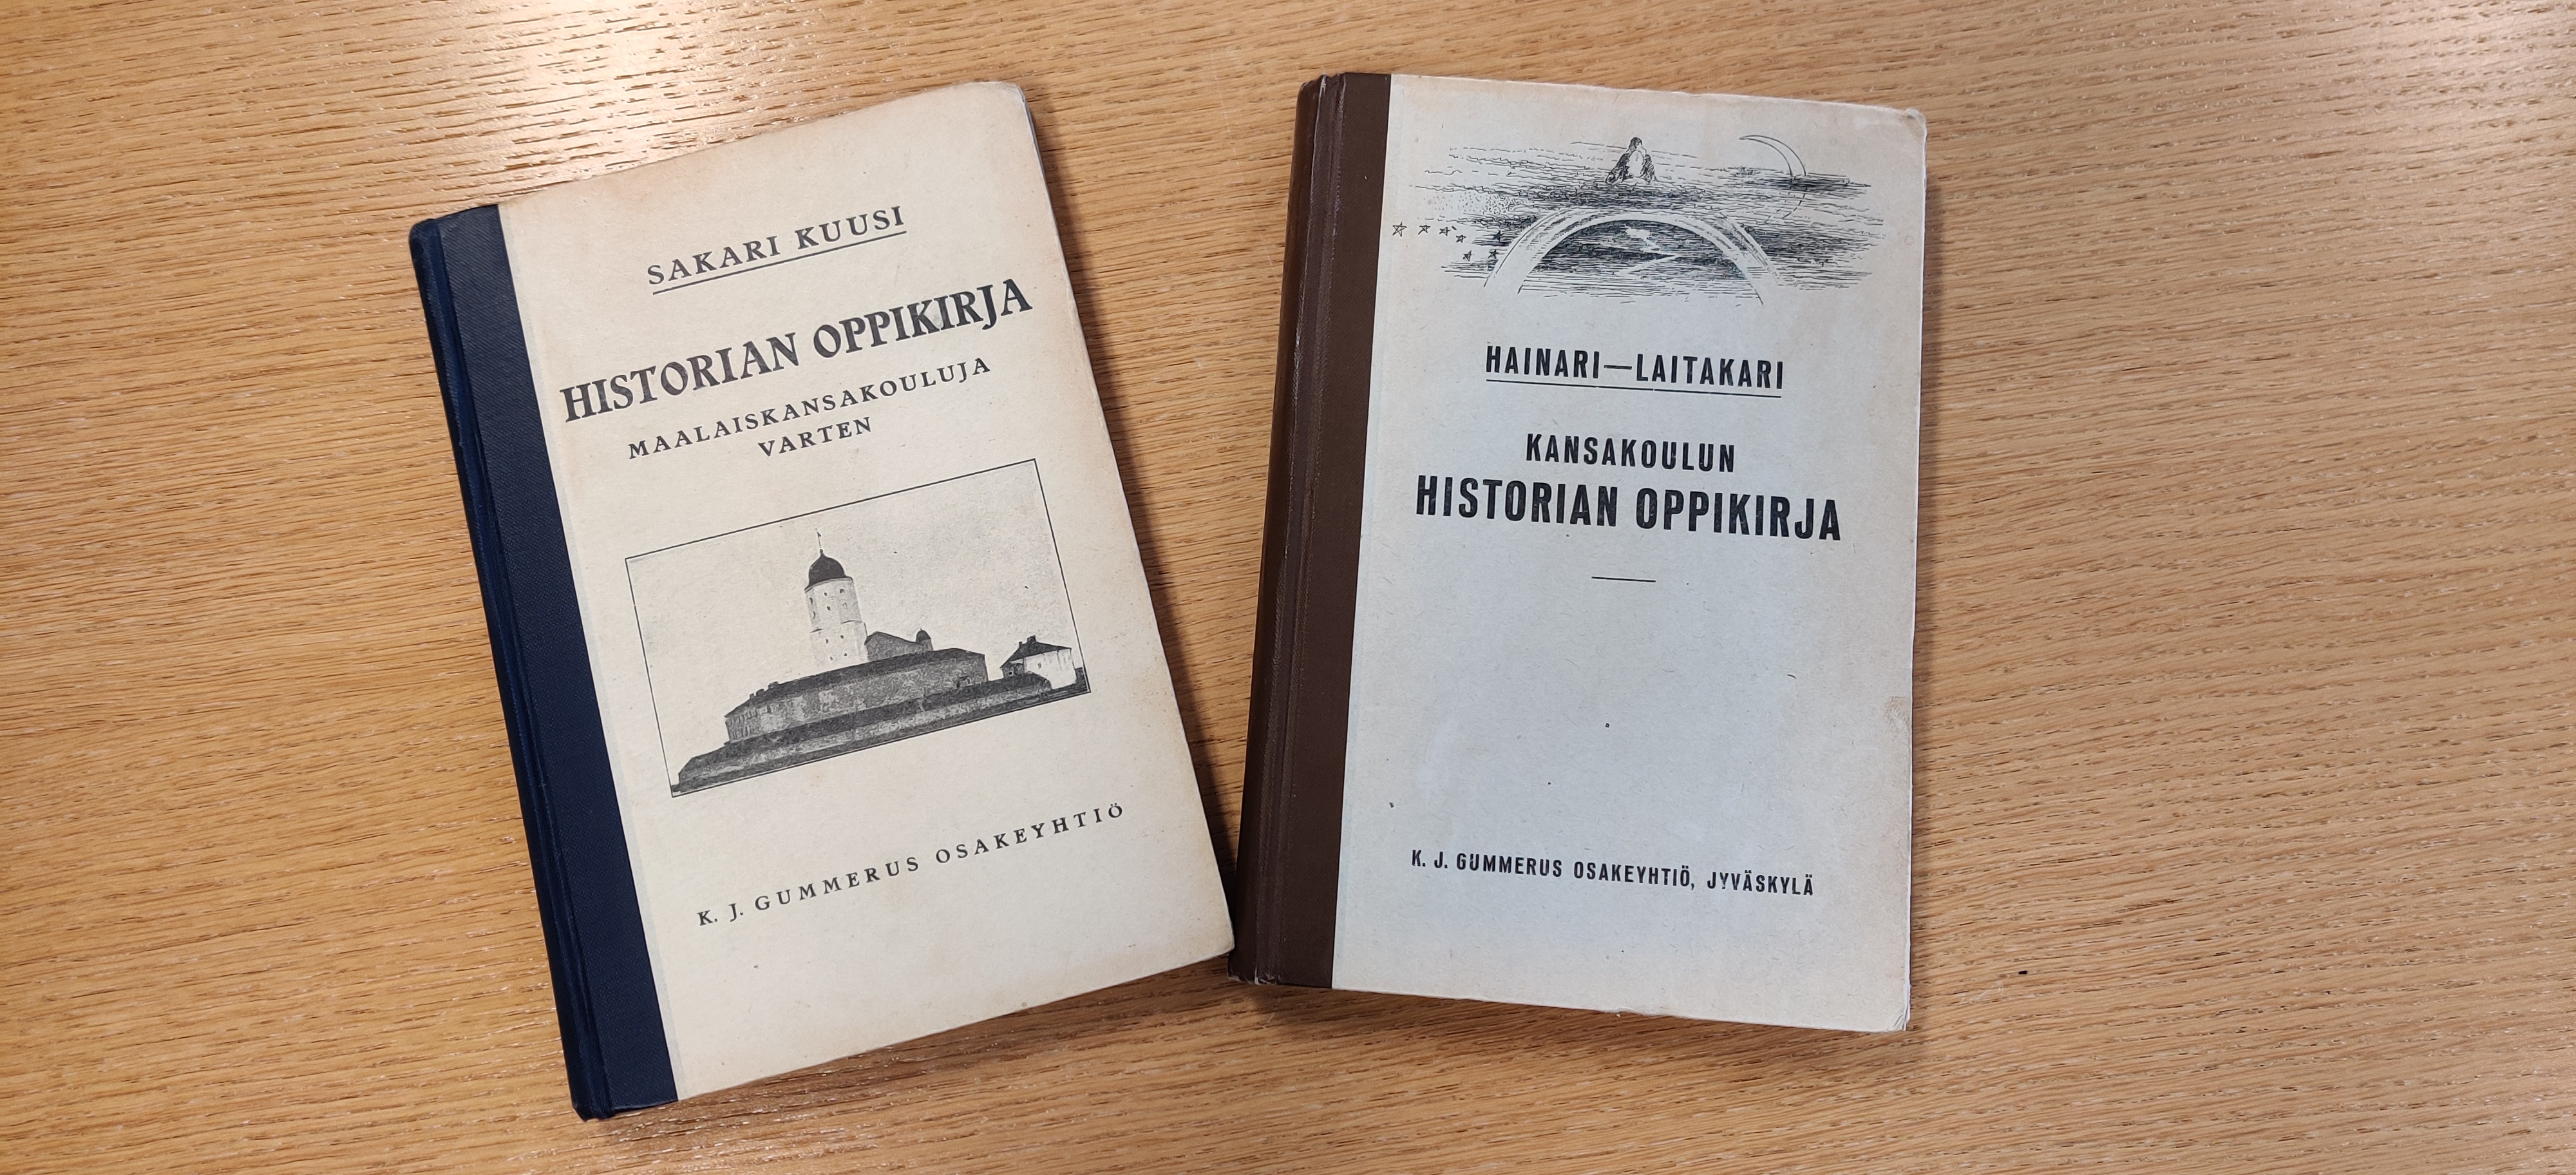 SAKARI KUUSI
HISTORIAN OPPIKIRJA
MAALAISKANSAKOULUJA
VARTEN
K. J. GUMMERUS OSAKEYHTIÖ
HAINARI—LAITAKARI
KANSAKOULUN
HISTORIAN OPPIKIRJA
K. J. GUMMERUS OSAKEYHTIÖ, JYVÄSKYLÄ